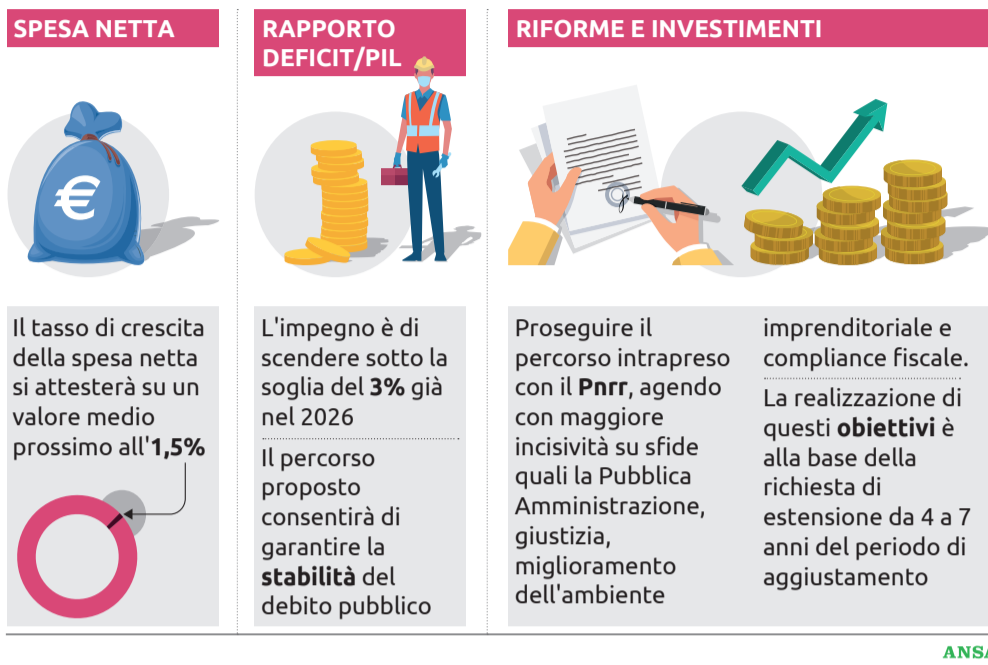 SPESA NETTA
€
Il tasso di crescita
della spesa netta
si attesterà su un
valore medio
prossimo all'1,5%
RAPPORTO
DEFICIT/PIL
L'impegno è di
scendere sotto la
soglia del 3% già
nel 2026
Il percorso
proposto
consentirà di
garantire la
stabilità del
debito pubblico
RIFORME E INVESTIMENTI
Proseguire il
percorso intrapreso
con il Pnrr, agendo
con maggiore
incisività su sfide
quali la Pubblica
Amministrazione,
giustizia,
miglioramento
dell'ambiente
imprenditoriale e
compliance fiscale.
La realizzazione di
questi obiettivi è
alla base della
richiesta di
estensione da 4 a 7
anni del periodo di
aggiustamento
ANSA